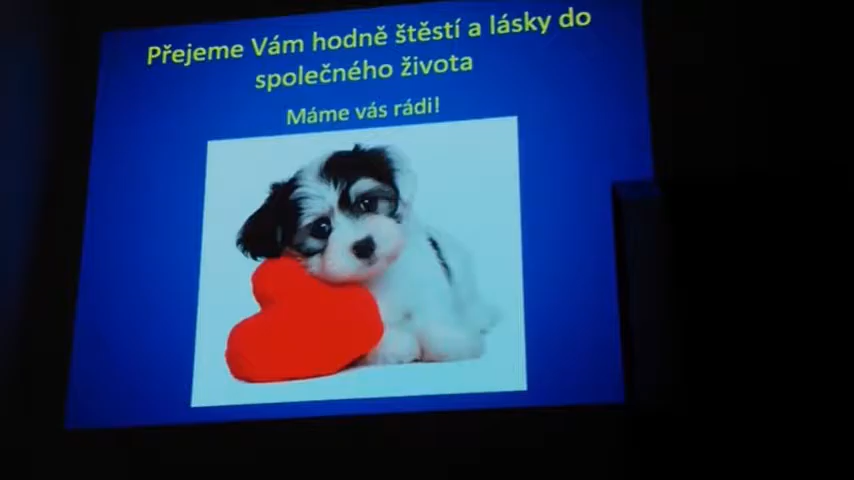 Přejeme Vám hodně štěstí a lásky do
společného života
Máme vás rádi!